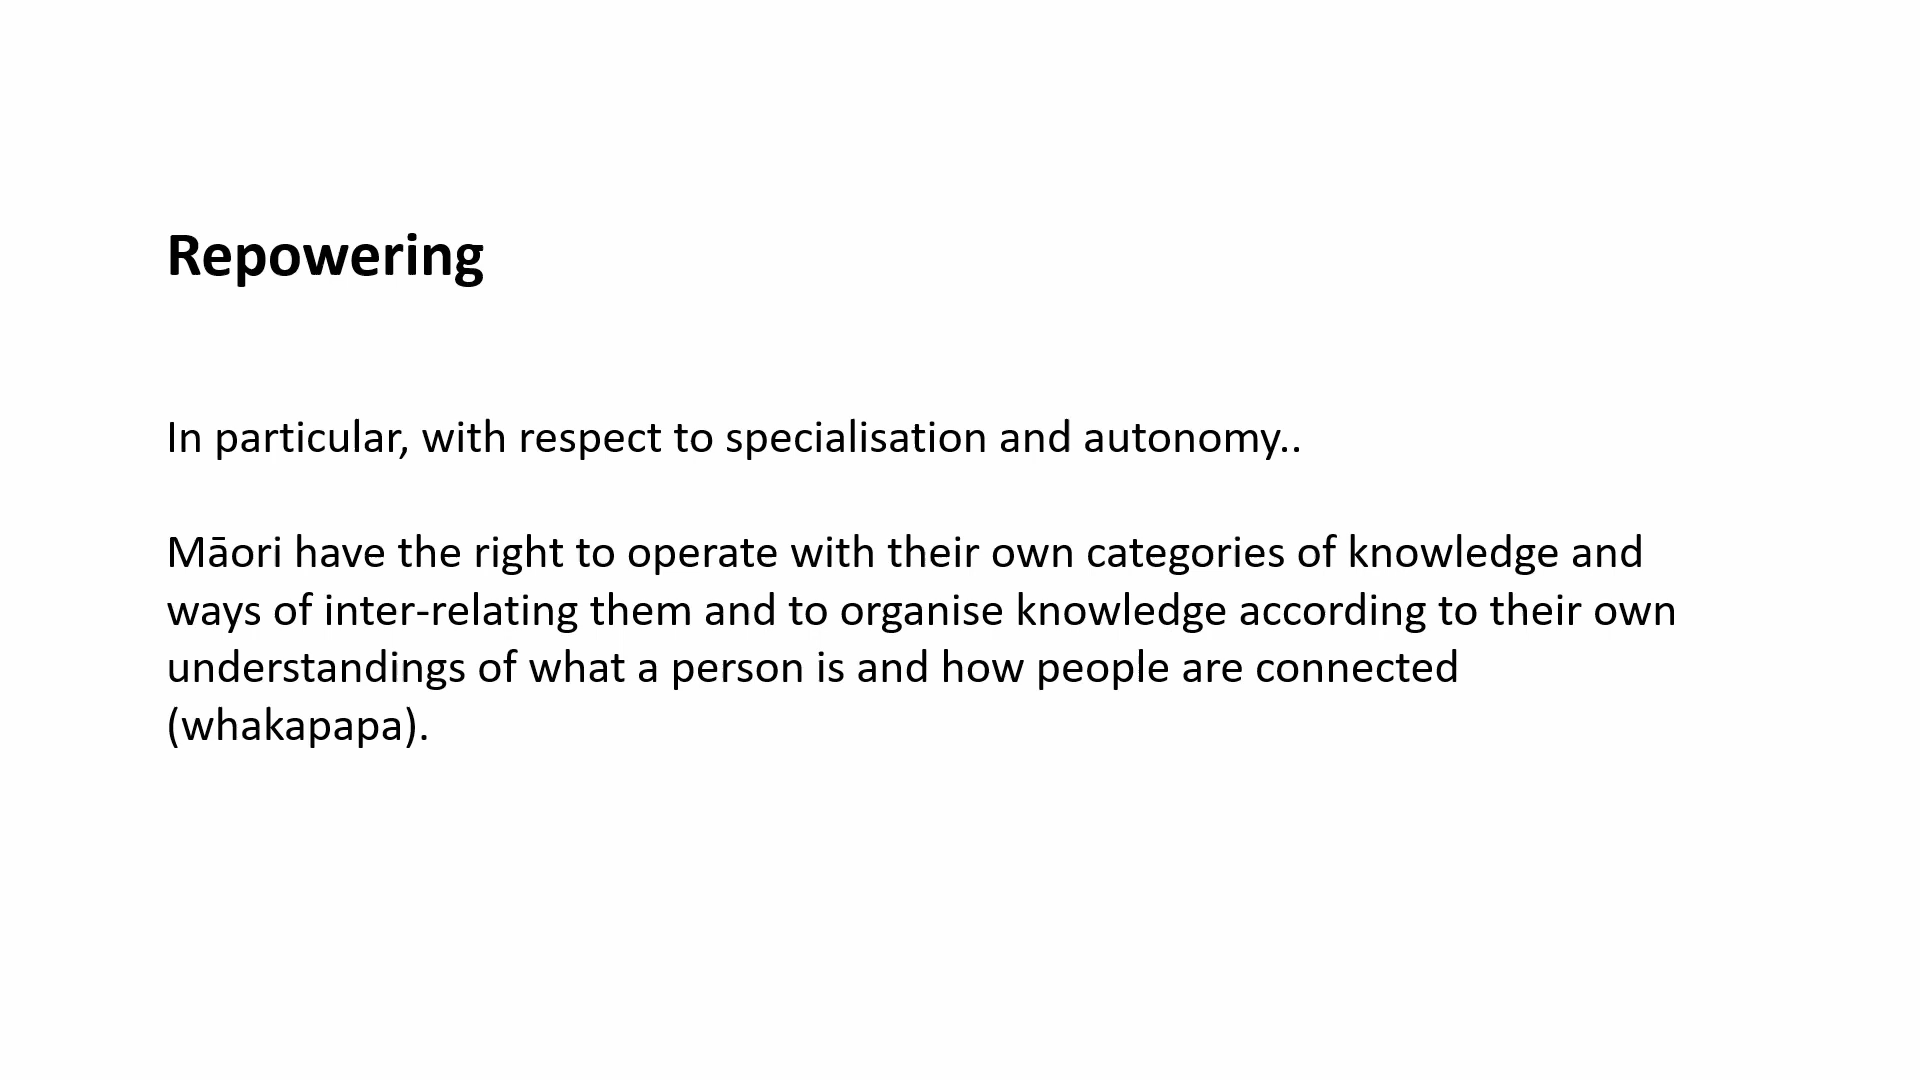 Repowering
In particular, with respect to specialisation and autonomy..
Māori have the right to operate with their own categories of knowledge and
ways of inter-relating them and to organise knowledge according to their own
understandings of what a person is and how people are connected
(whakapapa).